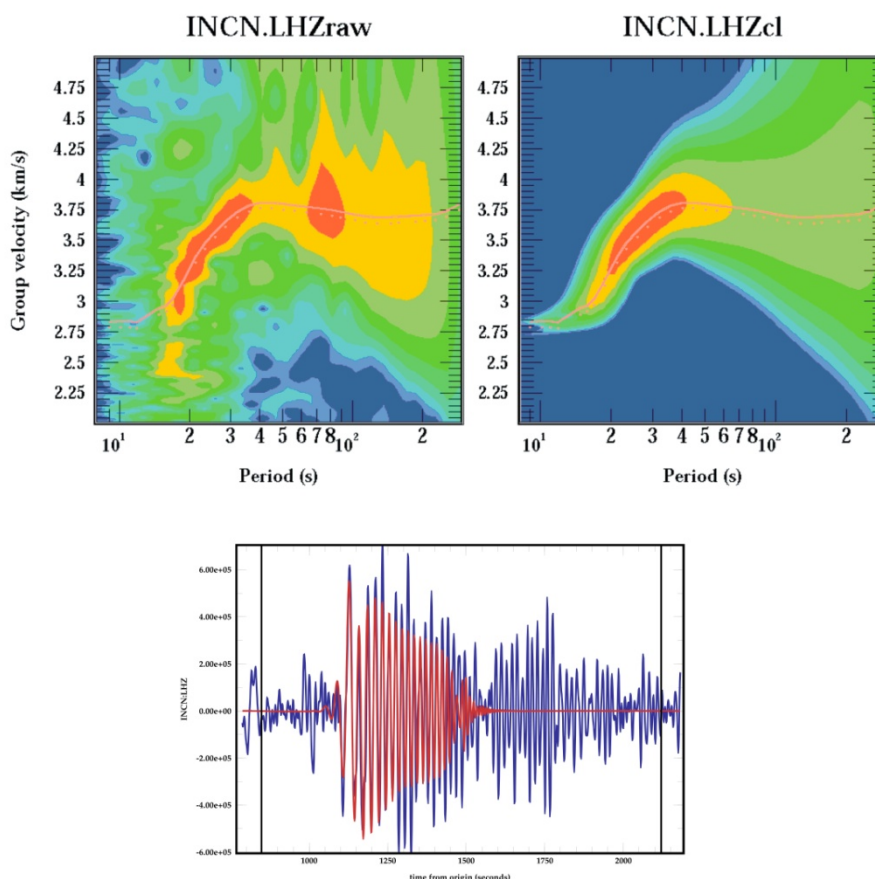 INCN.LHZraw INCN.LHZcl
4.75
4.5
4.25
4
3.75
3.5
3.25
3
2.75
2.5
2.25
Group velocity (km/s)
10¹ 2 3 4 5 6 7 8 10² 2
Period (s)
4.75
4.5
4.25
4
3.75
3.5
3.25
3
2.75
2.5
2.25
10¹ 2 3 4 5 6 7 8 10² 2
Period (s)
6.00e+05
4.00e+05
2.00e+05
0.00e+00
-2.00e+05
-4.00e+05
-6.00e+05
INCN:LHZ
1000 1250 1500 1750 2000
time from origin (seconds)